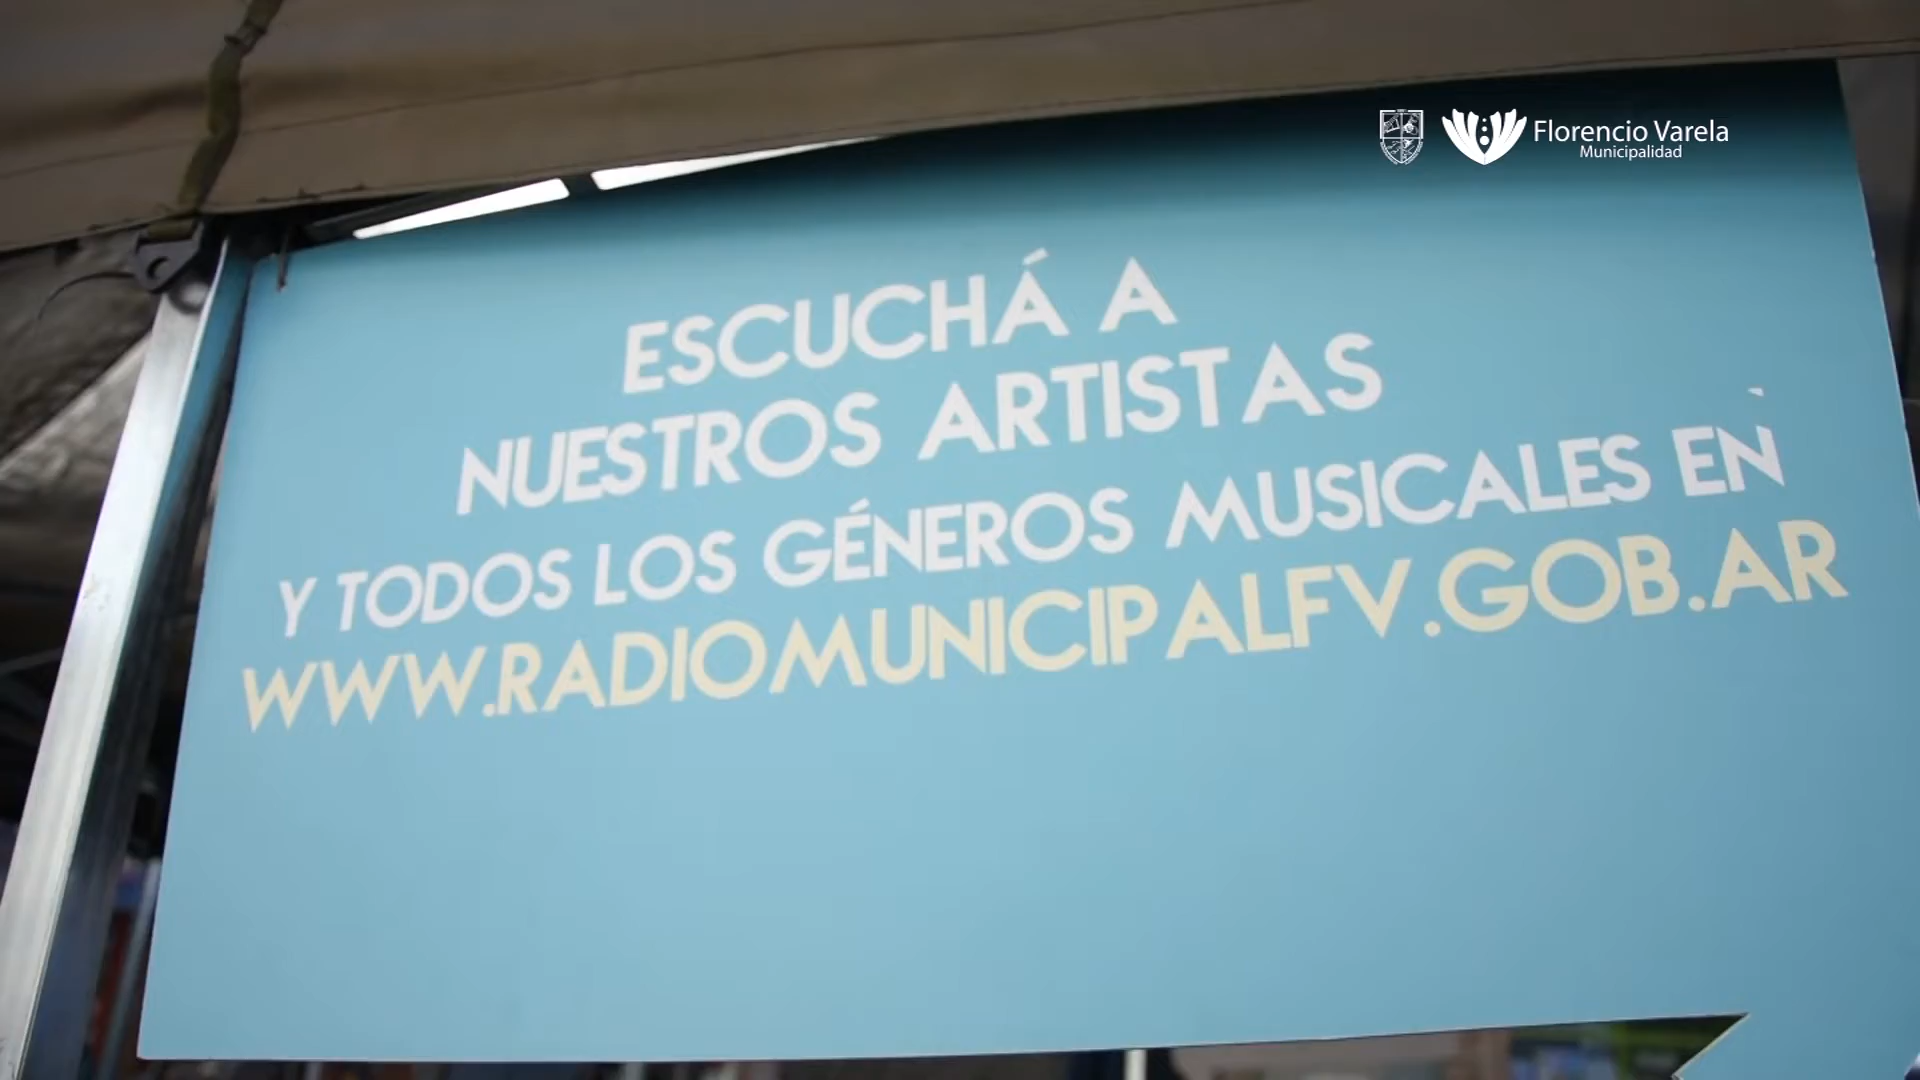 Florencio Varela
Municipalidad
ESCUCHÁ A
NUESTROS ARTISTAS
Y TODOS LOS GÉNEROS MUSICALES EN
WWW.RADIOMUNICIPALFV.GOB.AR